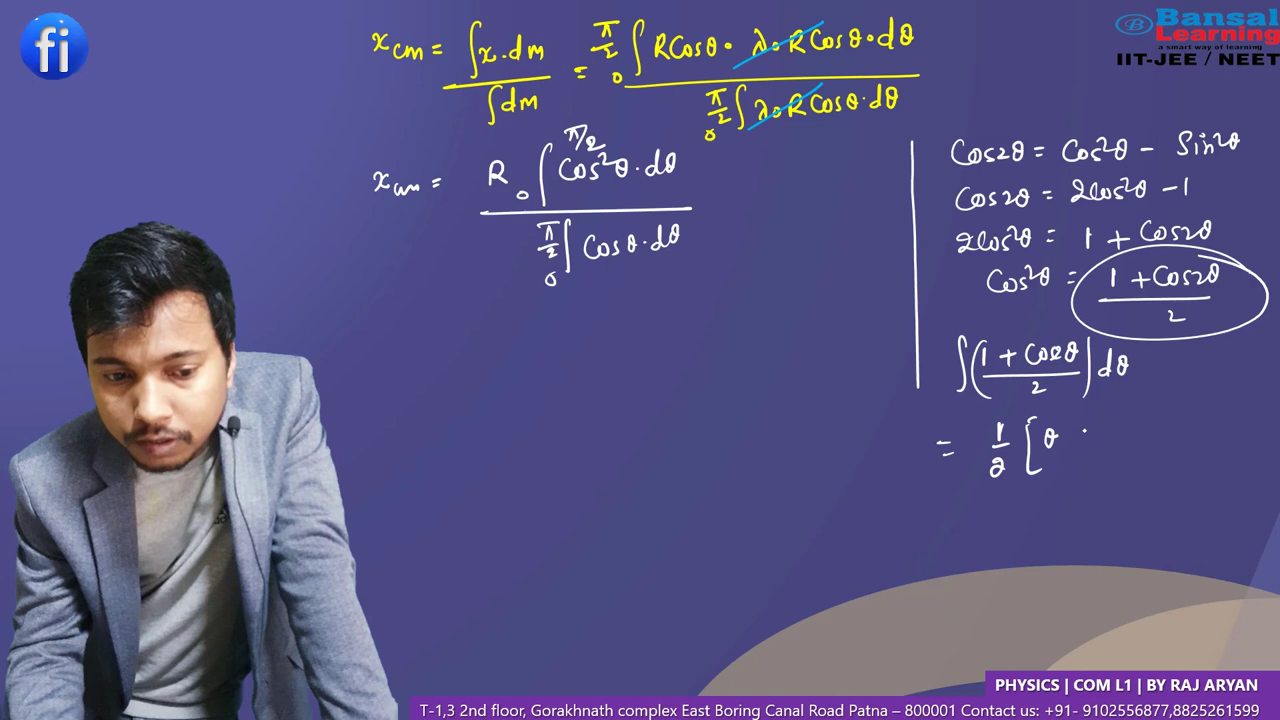 fi
Bansal
Learning
a smart way of learning
IIT-JEE / NEET
x_cm = ∫x·dm / ∫dm = ₀∫^(π/2) Rcosθ· λ₀Rcosθ·dθ / ₀∫^(π/2) λ₀Rcosθ·dθ
x_cm = R ₀∫^(π/2) cos²θ·dθ / ₀∫^(π/2) cosθ·dθ
cos2θ = cos²θ - sin²θ
cos2θ = 2cos²θ - 1
2cos²θ = 1 + cos2θ
cos²θ = (1 + cos2θ) / 2
∫((1 + cos2θ) / 2) dθ
= 1/2 [θ ·
PHYSICS | COM L1 | BY RAJ ARYAN
T-1,3 2nd floor, Gorakhnath complex East Boring Canal Road Patna – 800001 Contact us: +91- 9102556877,8825261599